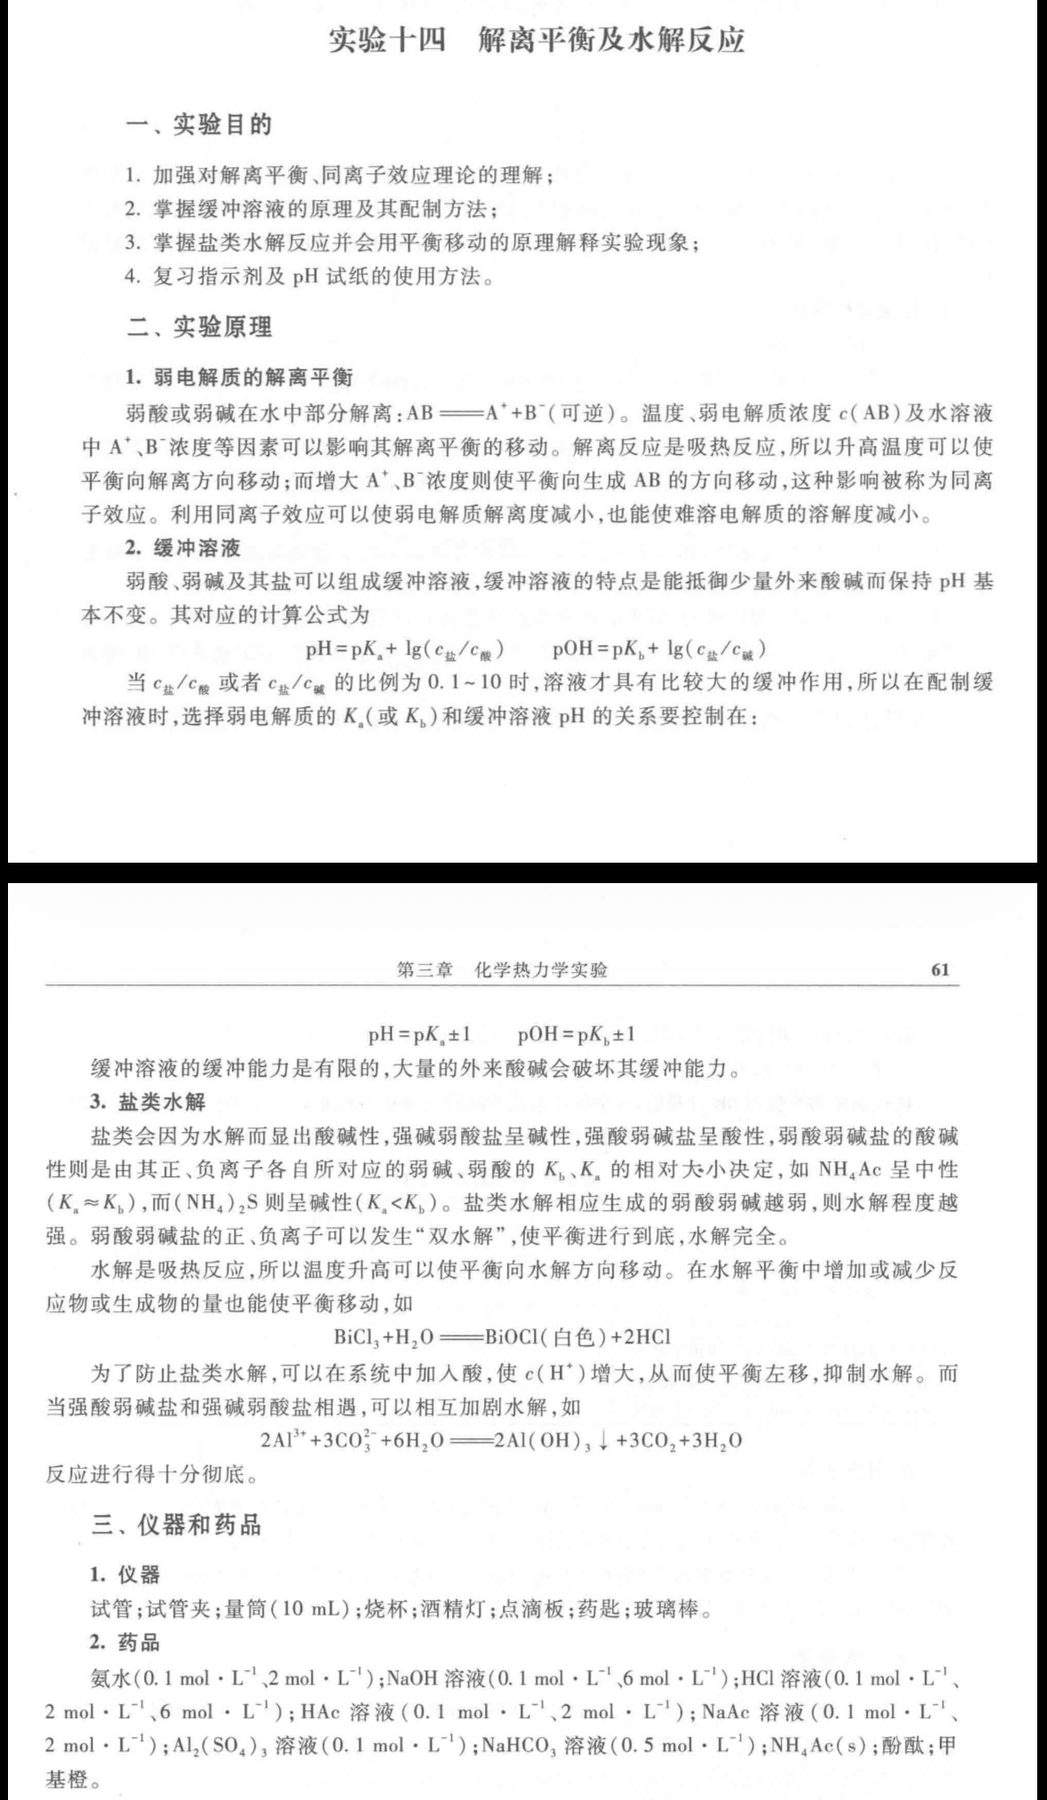 实验十四　解离平衡及水解反应
一、实验目的
1. 加强对解离平衡、同离子效应理论的理解；
2. 掌握缓冲溶液的原理及其配制方法；
3. 掌握盐类水解反应并会用平衡移动的原理解释实验现象；
4. 复习指示剂及 pH 试纸的使用方法。
二、实验原理
1. 弱电解质的解离平衡
弱酸或弱碱在水中部分解离：AB══A⁺+B⁻（可逆）。温度、弱电解质浓度 c(AB)及水溶液
中 A⁺、B⁻浓度等因素可以影响其解离平衡的移动。解离反应是吸热反应，所以升高温度可以使
平衡向解离方向移动；而增大 A⁺、B⁻浓度则使平衡向生成 AB 的方向移动，这种影响被称为同离
子效应。利用同离子效应可以使弱电解质解离度减小，也能使难溶电解质的溶解度减小。
2. 缓冲溶液
弱酸、弱碱及其盐可以组成缓冲溶液，缓冲溶液的特点是能抵御少量外来酸碱而保持 pH 基
本不变。其对应的计算公式为
pH=pKₐ+ lg(c盐/c酸)　　pOH=pK_b+ lg(c盐/c碱)
当 c盐/c酸 或者 c盐/c碱 的比例为 0.1~10 时，溶液才具有比较大的缓冲作用，所以在配制缓
冲溶液时，选择弱电解质的 Kₐ(或 K_b)和缓冲溶液 pH 的关系要控制在：
第三章　化学热力学实验　61
pH=pKₐ±1　　pOH=pK_b±1
缓冲溶液的缓冲能力是有限的，大量的外来酸碱会破坏其缓冲能力。
3. 盐类水解
盐类会因为水解而显出酸碱性，强碱弱酸盐呈碱性，强酸弱碱盐呈酸性，弱酸弱碱盐的酸碱
性则是由其正、负离子各自所对应的弱碱、弱酸的 K_b、Kₐ 的相对大小决定，如 NH₄Ac 呈中性
(Kₐ≈K_b)，而(NH₄)₂S 则呈碱性(Kₐ<K_b)。盐类水解相应生成的弱酸弱碱越弱，则水解程度越
强。弱酸弱碱盐的正、负离子可以发生“双水解”，使平衡进行到底，水解完全。
水解是吸热反应，所以温度升高可以使平衡向水解方向移动。在水解平衡中增加或减少反
应物或生成物的量也能使平衡移动，如
BiCl₃+H₂O══BiOCl(白色)+2HCl
为了防止盐类水解，可以在系统中加入酸，使 c(H⁺)增大，从而使平衡左移，抑制水解。而
当强酸弱碱盐和强碱弱酸盐相遇，可以相互加剧水解，如
2Al³⁺+3CO₃²⁻+6H₂O══2Al(OH)₃↓+3CO₂+3H₂O
反应进行得十分彻底。
三、仪器和药品
1. 仪器
试管；试管夹；量筒(10 mL)；烧杯；酒精灯；点滴板；药匙；玻璃棒。
2. 药品
氨水(0.1 mol·L⁻¹、2 mol·L⁻¹)；NaOH 溶液(0.1 mol·L⁻¹、6 mol·L⁻¹)；HCl 溶液(0.1 mol·L⁻¹、
2 mol·L⁻¹、6 mol·L⁻¹)；HAc 溶液(0.1 mol·L⁻¹、2 mol·L⁻¹)；NaAc 溶液(0.1 mol·L⁻¹、
2 mol·L⁻¹)；Al₂(SO₄)₃ 溶液(0.1 mol·L⁻¹)；NaHCO₃ 溶液(0.5 mol·L⁻¹)；NH₄Ac(s)；酚酞；甲
基橙。